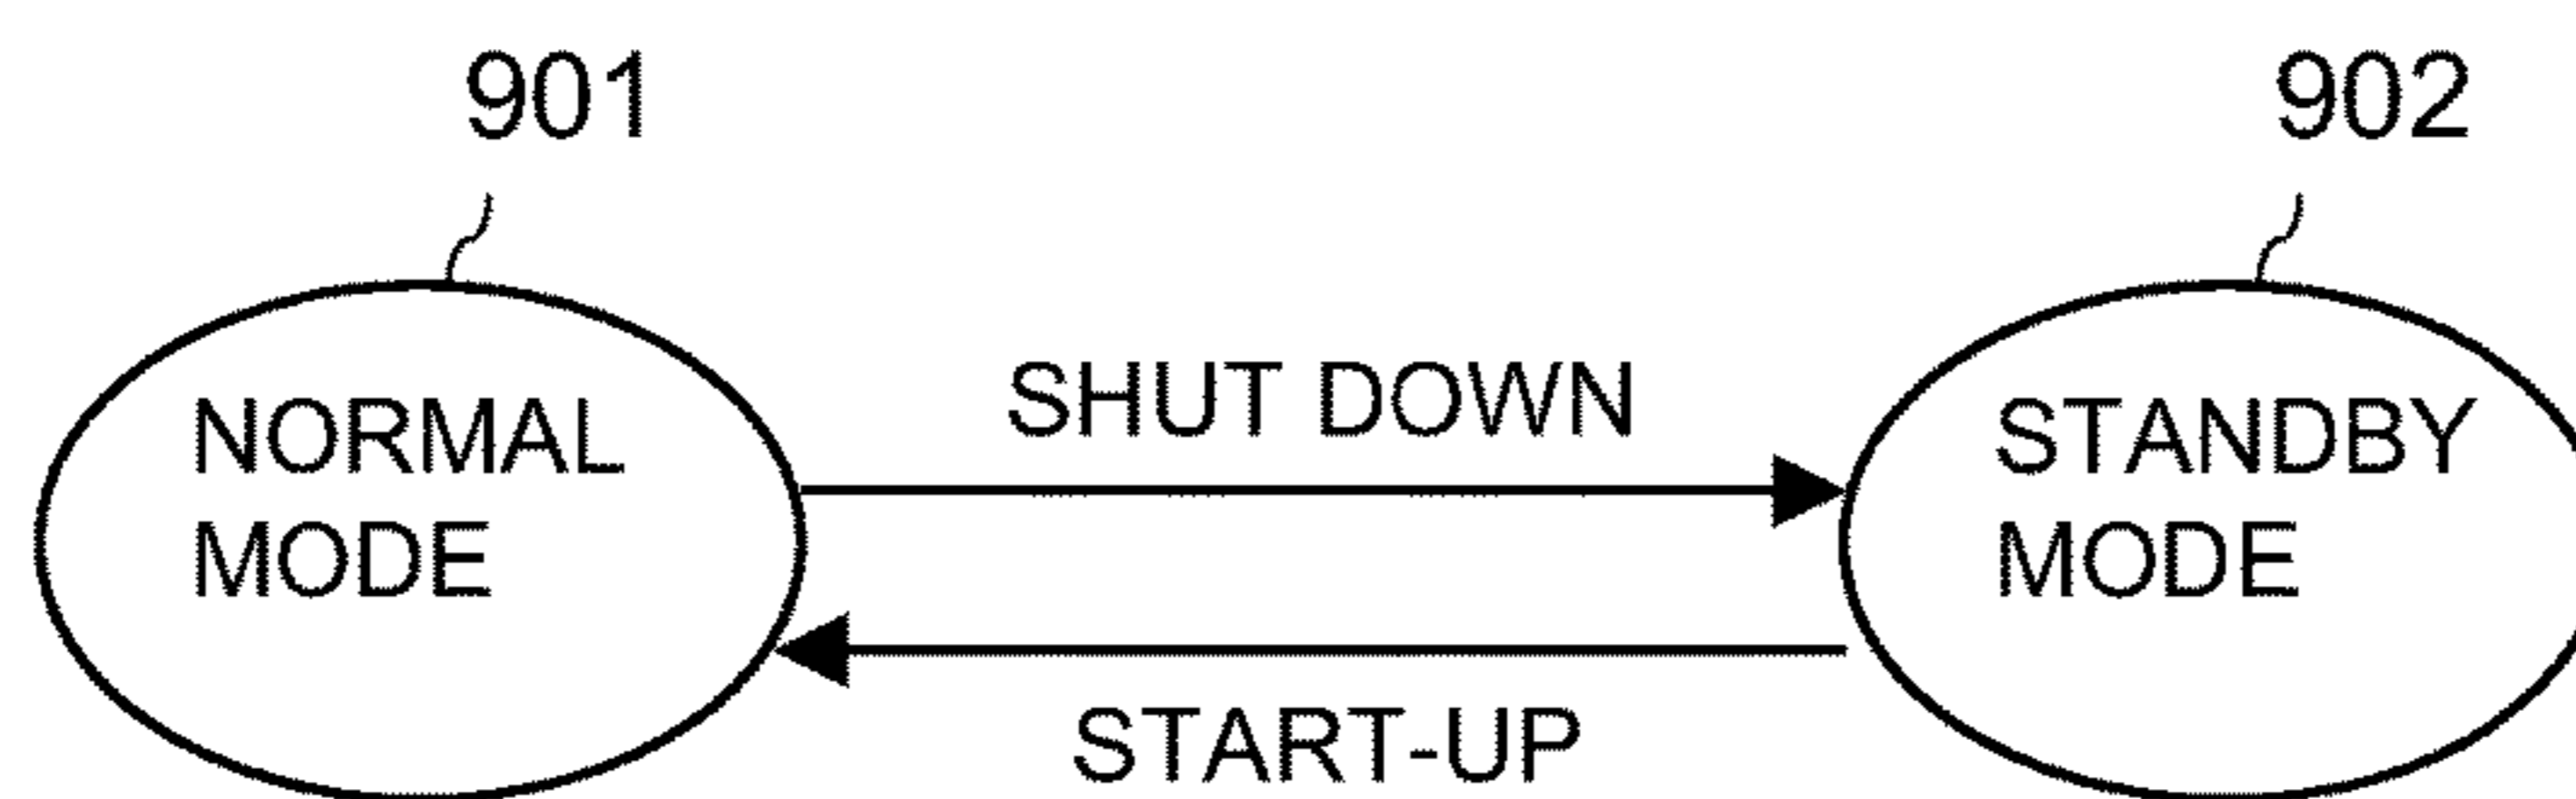 901
902
NORMAL
MODE
SHUT DOWN
START-UP
STANDBY
MODE